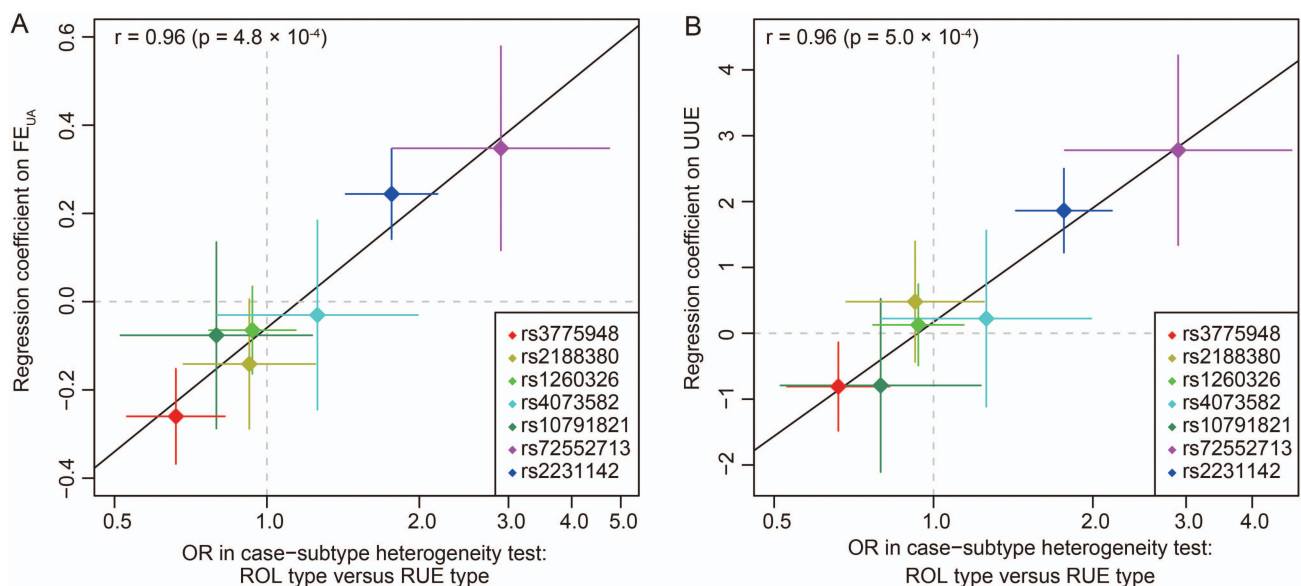 A
r = 0.96 (p = 4.8 × 10⁻⁴)
Regression coefficient on FE_UA
0.6
0.4
0.2
0.0
−0.2
−0.4
0.5
1.0
2.0
3.0
4.0
5.0
rs3775948
rs2188380
rs1260326
rs4073582
rs10791821
rs72552713
rs2231142
OR in case−subtype heterogeneity test:
ROL type versus RUE type
B
r = 0.96 (p = 5.0 × 10⁻⁴)
Regression coefficient on UUE
4
3
2
1
0
−1
−2
0.5
1.0
2.0
3.0
4.0
rs3775948
rs2188380
rs1260326
rs4073582
rs10791821
rs72552713
rs2231142
OR in case−subtype heterogeneity test:
ROL type versus RUE type